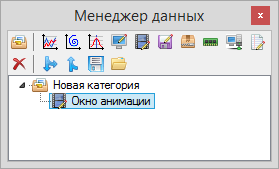 Менеджер данных
Новая категория
Окно анимации